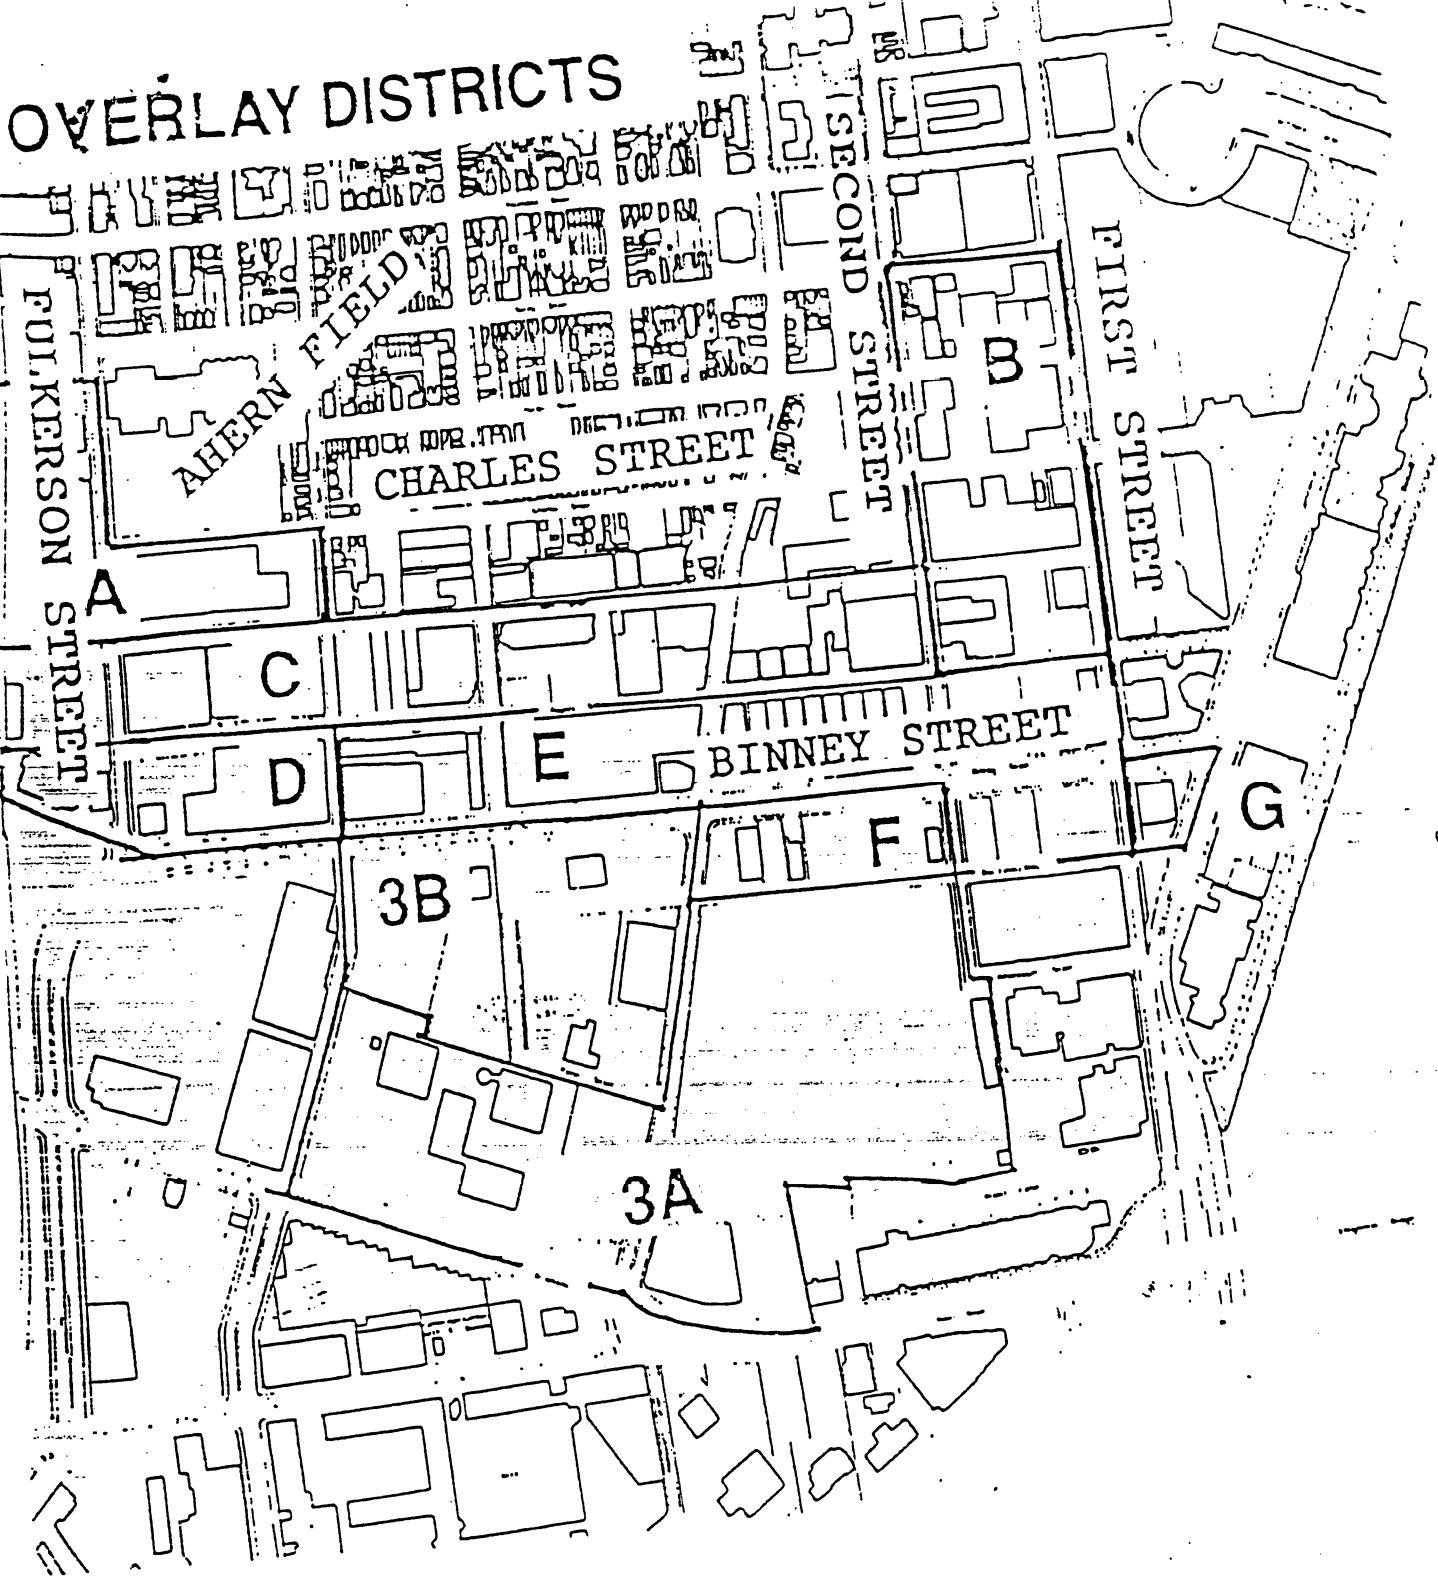 OVERLAY DISTRICTS
SECOND STREET
FIRST STREET
FULKERSON STREET
AHERN FIELD
B
CHARLES STREET
A
C
D
E
BINNEY STREET
G
F
3B
3A